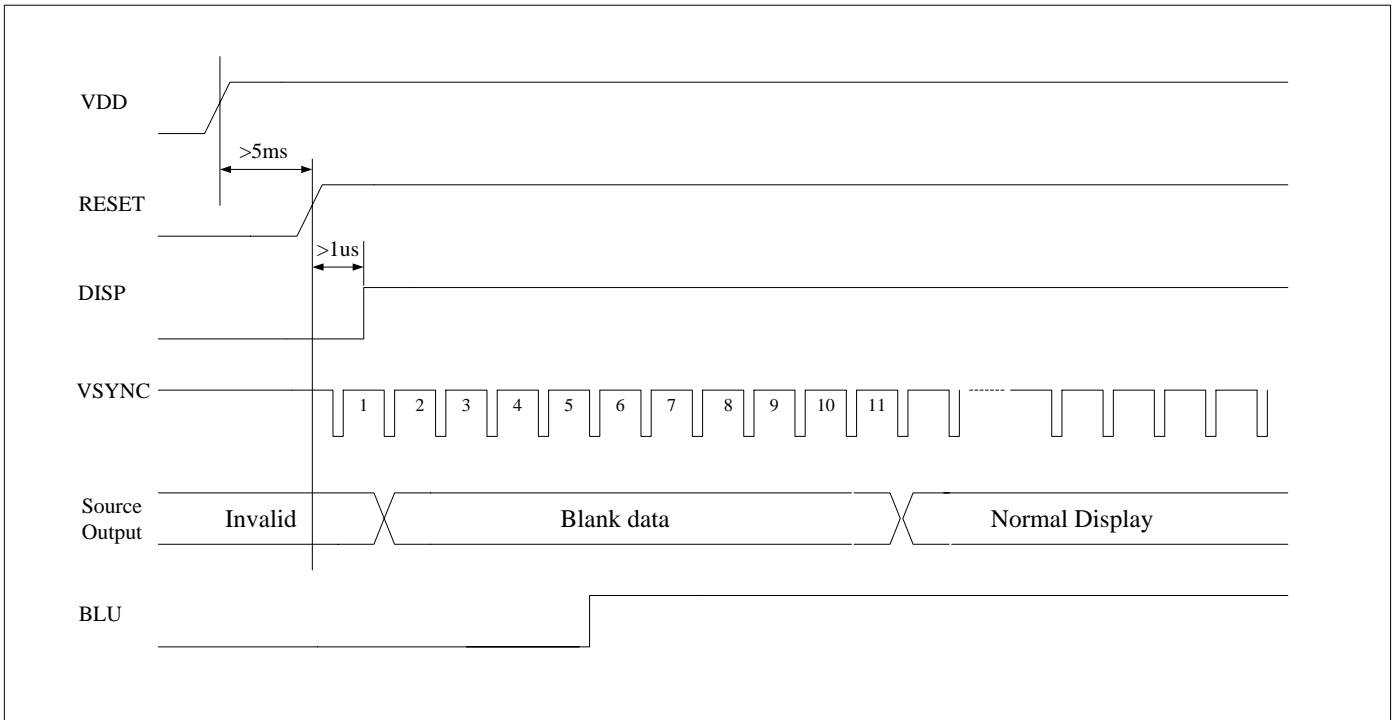 VDD
>5ms
RESET
>1us
DISP
VSYNC
1 2 3 4 5 6 7 8 9 10 11
Source
Output
Invalid
Blank data
Normal Display
BLU